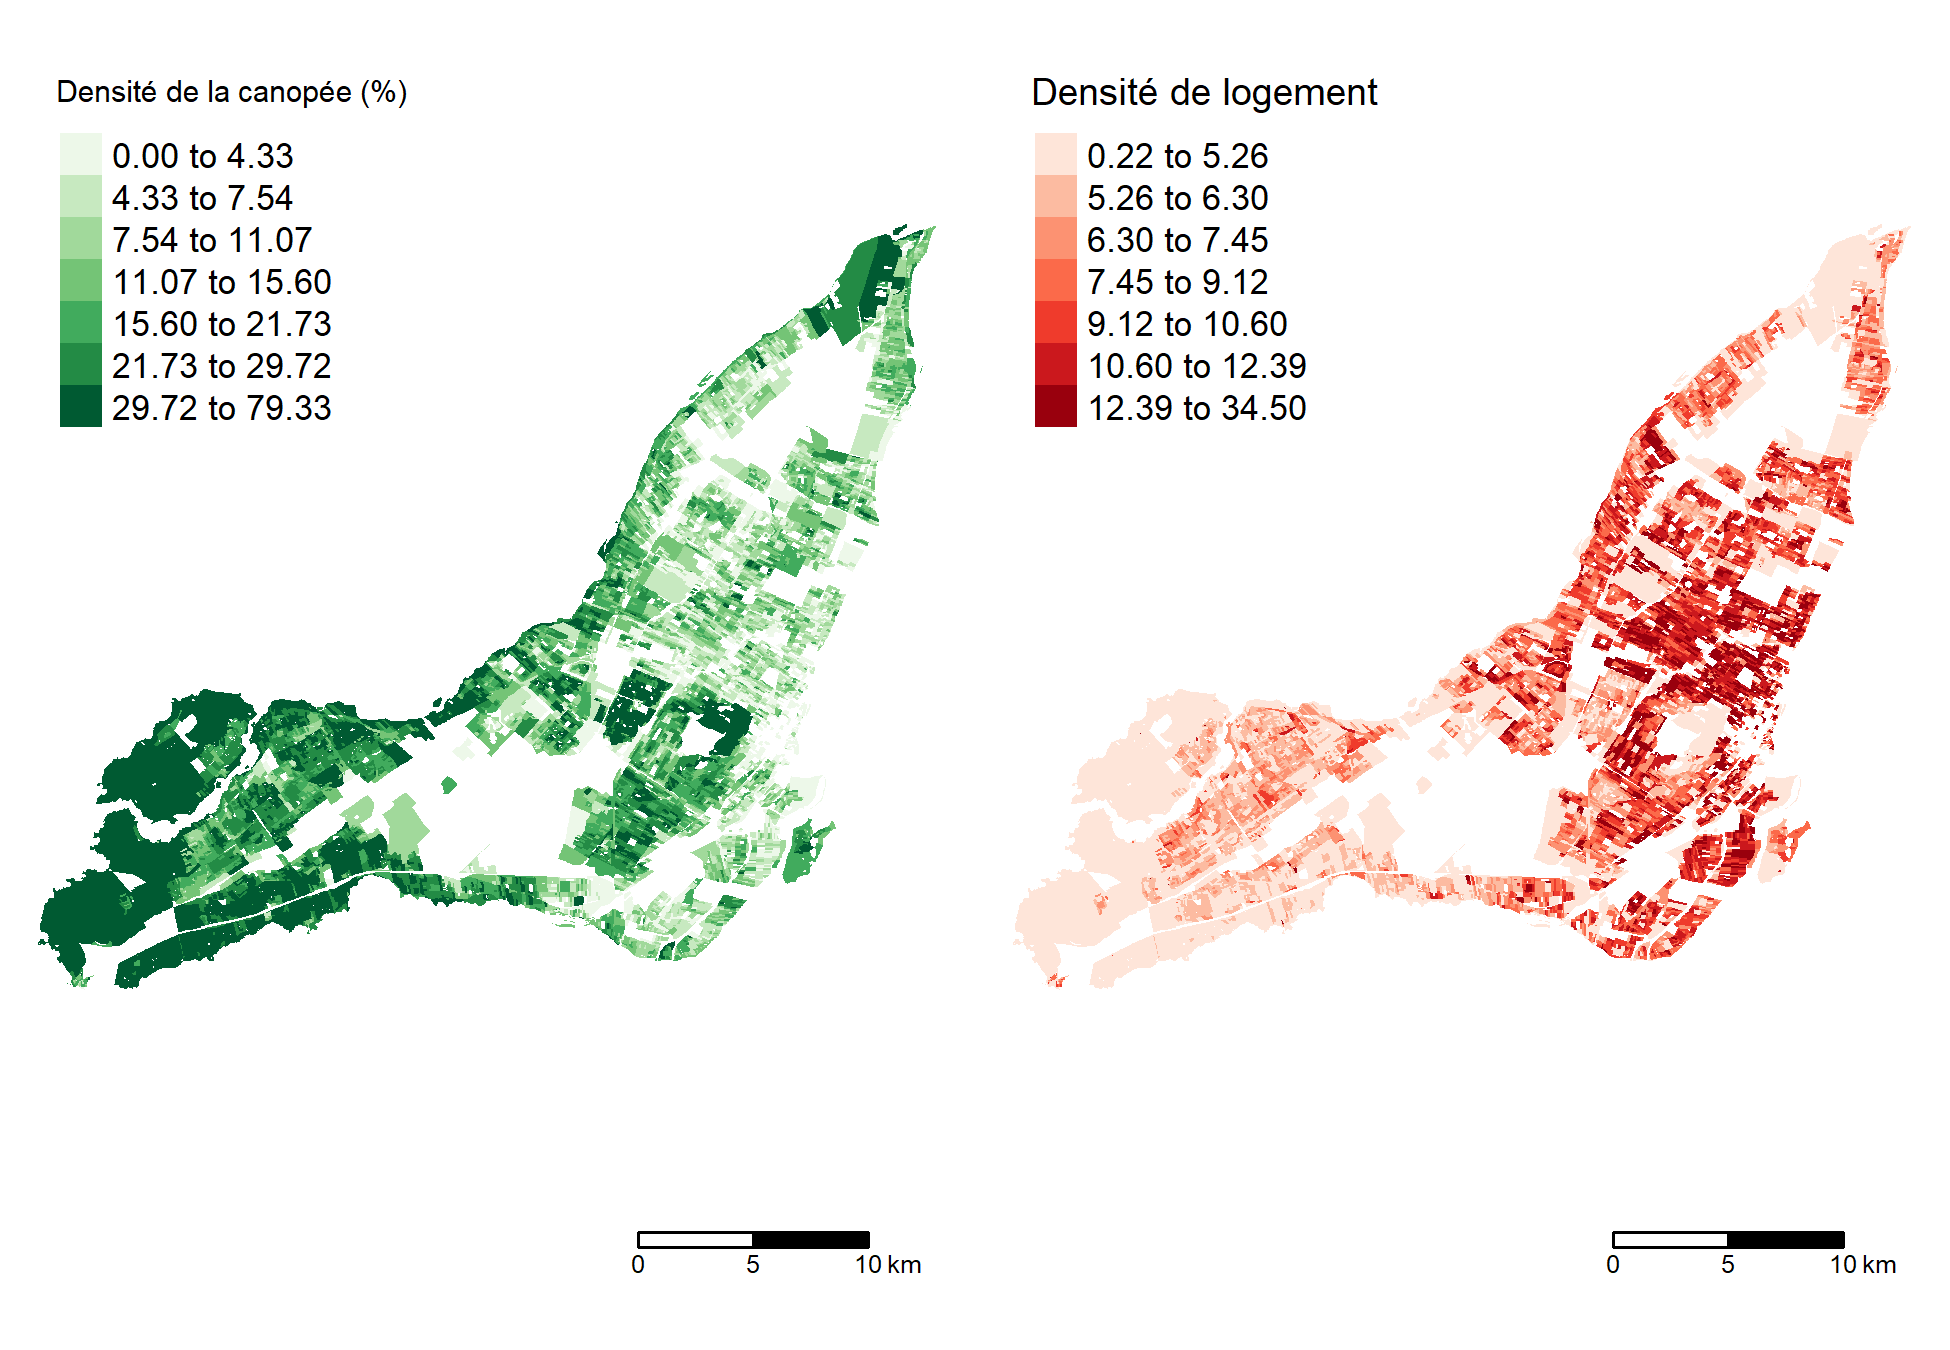 Densité de la canopée (%)
0.00 to 4.33
4.33 to 7.54
7.54 to 11.07
11.07 to 15.60
15.60 to 21.73
21.73 to 29.72
29.72 to 79.33
0 5 10 km
Densité de logement
0.22 to 5.26
5.26 to 6.30
6.30 to 7.45
7.45 to 9.12
9.12 to 10.60
10.60 to 12.39
12.39 to 34.50
0 5 10 km